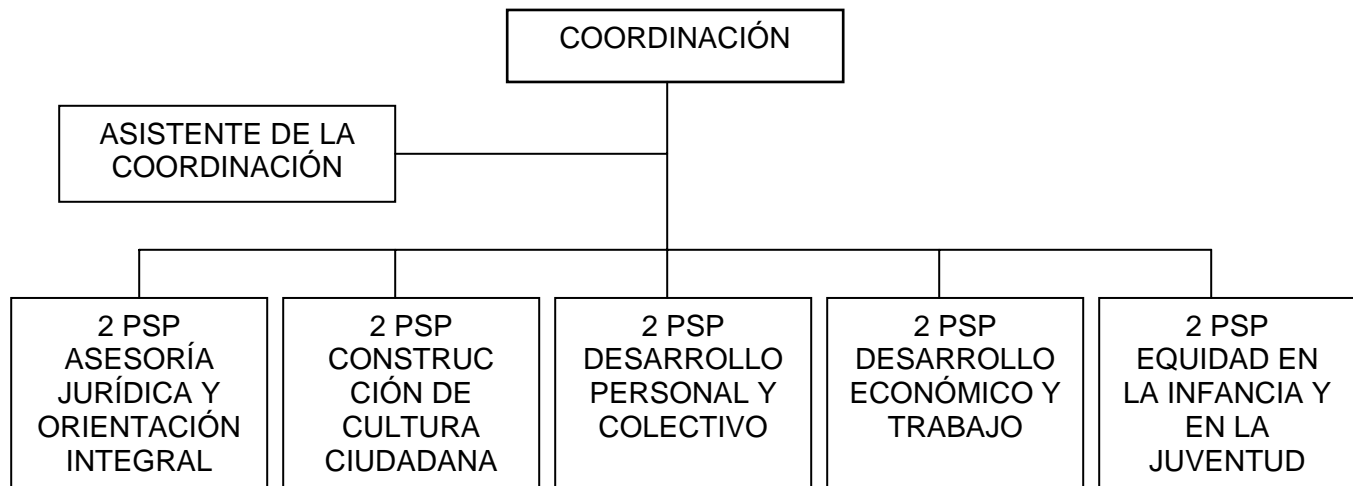 COORDINACIÓN
ASISTENTE DE LA
COORDINACIÓN
2 PSP
ASESORÍA
JURÍDICA Y
ORIENTACIÓN
INTEGRAL
2 PSP
CONSTRUC
CIÓN DE
CULTURA
CIUDADANA
2 PSP
DESARROLLO
PERSONAL Y
COLECTIVO
2 PSP
DESARROLLO
ECONÓMICO Y
TRABAJO
2 PSP
EQUIDAD EN
LA INFANCIA Y
EN LA
JUVENTUD